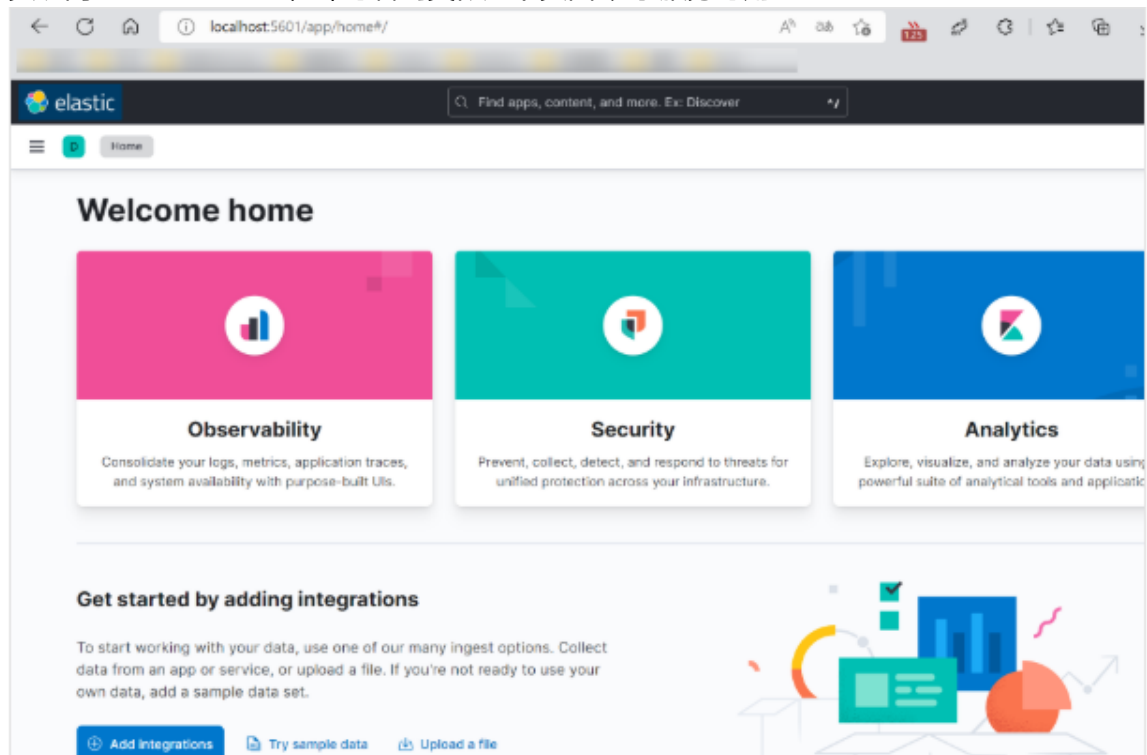 localhost:5601/app/home#/
125
elastic
Find apps, content, and more. Ex: Discover
^/
D
Home
Welcome home
Observability
Consolidate your logs, metrics, application traces,
and system availability with purpose-built UIs.
Security
Prevent, collect, detect, and respond to threats for
unified protection across your infrastructure.
Analytics
Explore, visualize, and analyze your data using
powerful suite of analytical tools and
Get started by adding integrations
To start working with your data, use one of our many ingest options. Collect
data from an app or service, or upload a file. If you're not ready to use your
own data, add a sample data set.
Add integrations
Try sample data
Upload a file